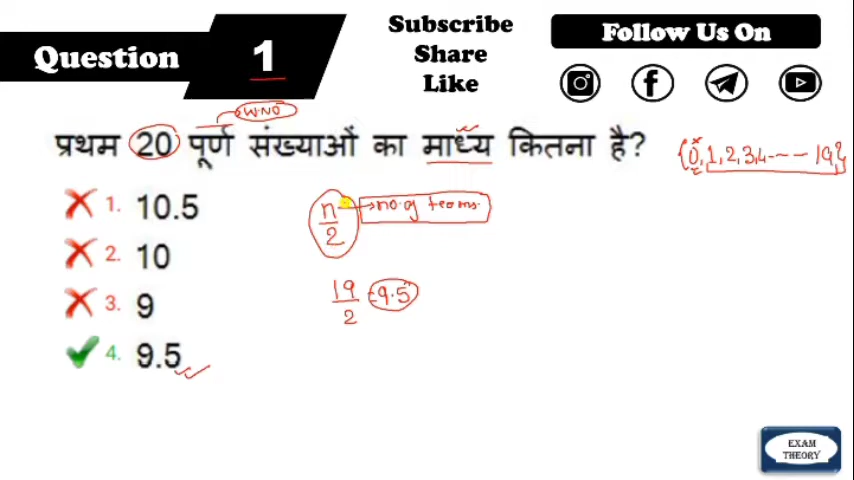 Question 1
Subscribe
Share
Like
Follow Us On
W.NO
प्रथम 20 पूर्ण संख्याओं का माध्य कितना है?
{0,1,2,3,4---19}
1. 10.5
2. 10
3. 9
4. 9.5
n/2 → no. of terms
19/2 = 9.5
EXAM
THEORY